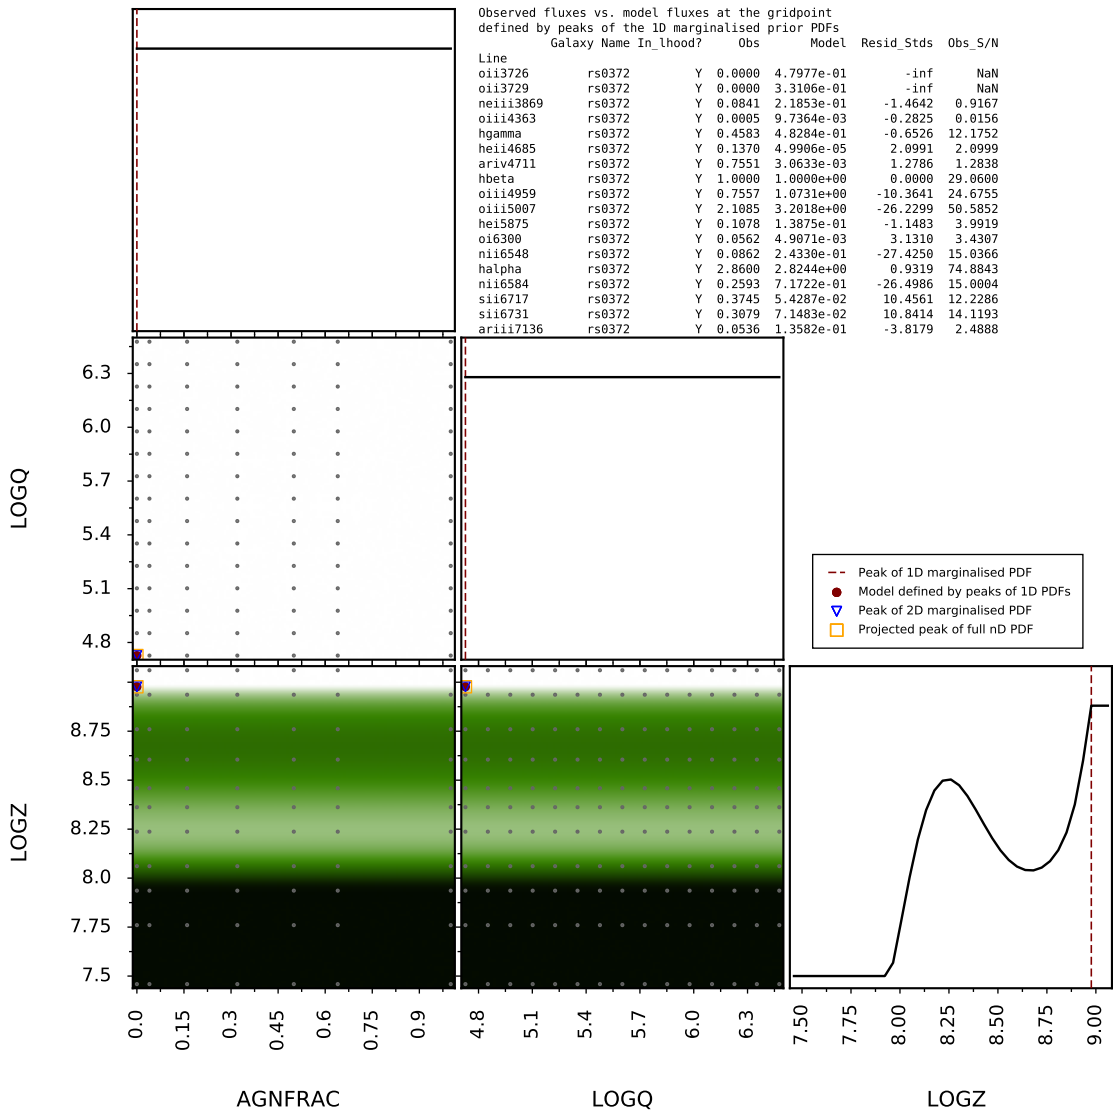 Observed fluxes vs. model fluxes at the gridpoint
defined by peaks of the 1D marginalised prior PDFs
Galaxy Name In_lhood? Obs Model Resid_Stds Obs_S/N
Line
oii3726 rs0372 Y 0.0000 4.7977e-01 -inf NaN
oii3729 rs0372 Y 0.0000 3.3106e-01 -inf NaN
neiii3869 rs0372 Y 0.0841 2.1853e-01 -1.4642 0.9167
oiii4363 rs0372 Y 0.0005 9.7364e-03 -0.2825 0.0156
hgamma rs0372 Y 0.4583 4.8284e-01 -0.6526 12.1752
heii4685 rs0372 Y 0.1370 4.9906e-05 2.0991 2.0999
ariv4711 rs0372 Y 0.7551 3.0633e-03 1.2786 1.2838
hbeta rs0372 Y 1.0000 1.0000e+00 0.0000 29.0600
oiii4959 rs0372 Y 0.7557 1.0731e+00 -10.3641 24.6755
oiii5007 rs0372 Y 2.1085 3.2018e+00 -26.2299 50.5852
hei5875 rs0372 Y 0.1078 1.3875e-01 -1.1483 3.9919
oi6300 rs0372 Y 0.0562 4.9071e-03 3.1310 3.4307
nii6548 rs0372 Y 0.0862 2.4330e-01 -27.4250 15.0366
halpha rs0372 Y 2.8600 2.8244e+00 0.9319 74.8843
nii6584 rs0372 Y 0.2593 7.1722e-01 -26.4986 15.0004
sii6717 rs0372 Y 0.3745 5.4287e-02 10.4561 12.2286
sii6731 rs0372 Y 0.3079 7.1483e-02 10.8414 14.1193
ariii7136 rs0372 Y 0.0536 1.3582e-01 -3.8179 2.4888
6.3
6.0
5.7
5.4
5.1
4.8
LOGQ
Peak of 1D marginalised PDF
Model defined by peaks of 1D PDFs
Peak of 2D marginalised PDF
Projected peak of full nD PDF
8.75
8.5
8.25
8.0
7.75
7.5
LOGZ
0.0 0.15 0.3 0.45 0.6 0.75 0.9
4.8 5.1 5.4 5.7 6.0 6.3
7.50 7.75 8.00 8.25 8.50 8.75 9.00
AGNFRAC LOGQ LOGZ